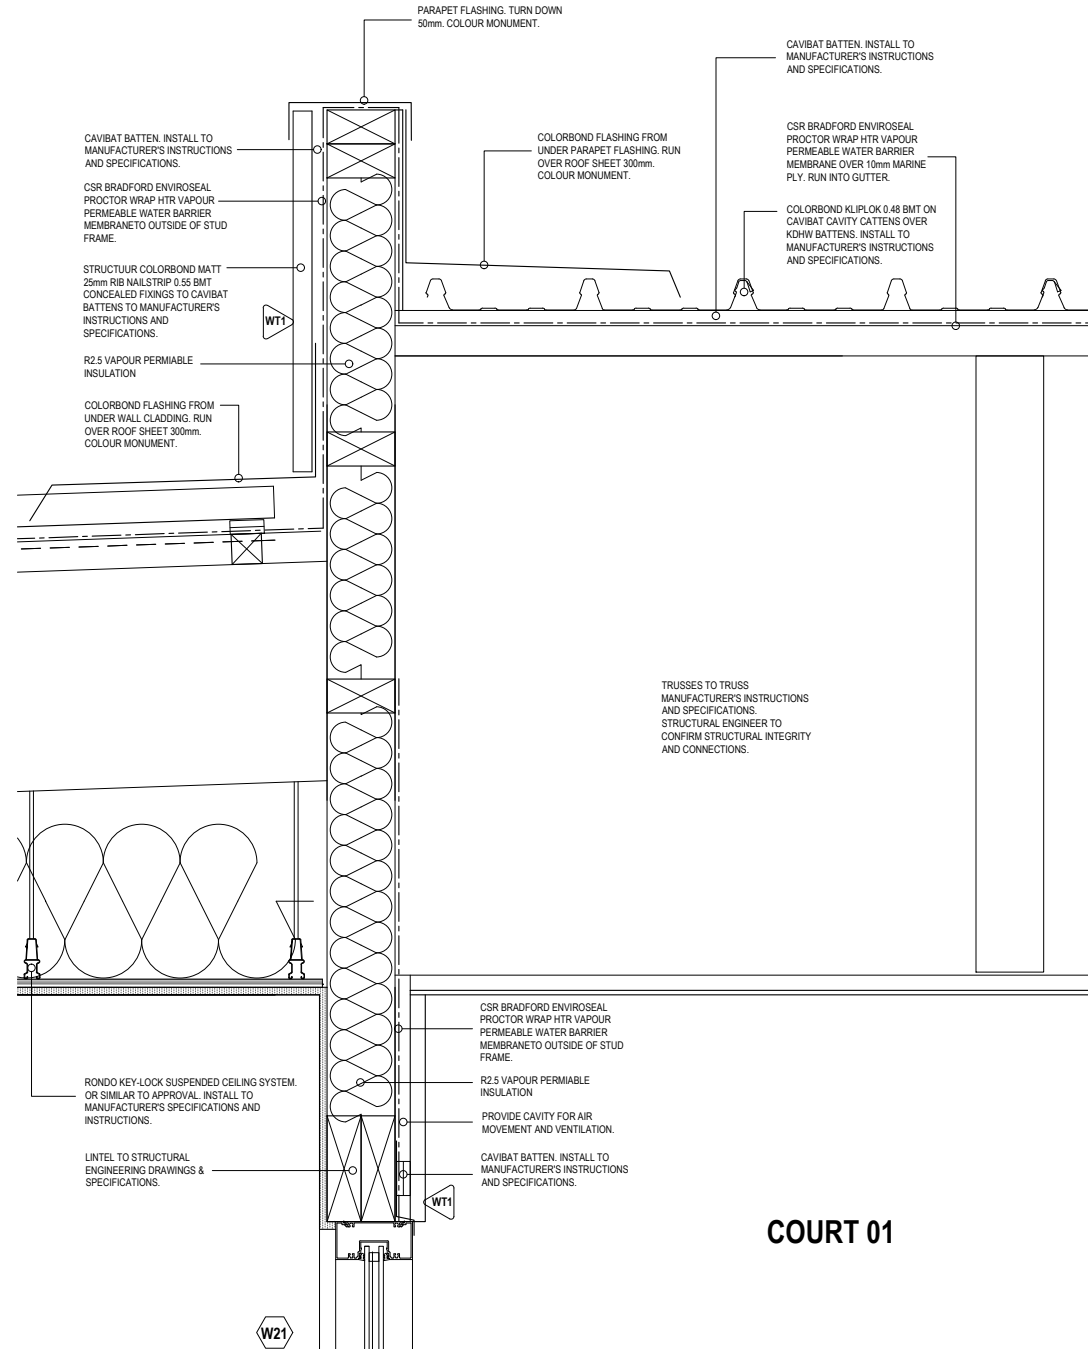 PARAPET FLASHING. TURN DOWN
50mm. COLOUR MONUMENT.
CAVIBAT BATTEN. INSTALL TO
MANUFACTURER'S INSTRUCTIONS
AND SPECIFICATIONS.
CSR BRADFORD ENVIROSEAL
PROCTOR WRAP HTR VAPOUR
PERMEABLE WATER BARRIER
MEMBRANE OVER 10mm MARINE
PLY. RUN INTO GUTTER.
COLORBOND KLIPLOK 0.48 BMT ON
CAVIBAT CAVITY CATTENS OVER
KDHW BATTENS. INSTALL TO
MANUFACTURER'S INSTRUCTIONS
AND SPECIFICATIONS.
COLORBOND FLASHING FROM
UNDER PARAPET FLASHING. RUN
OVER ROOF SHEET 300mm.
COLOUR MONUMENT.
CAVIBAT BATTEN. INSTALL TO
MANUFACTURER'S INSTRUCTIONS
AND SPECIFICATIONS.
CSR BRADFORD ENVIROSEAL
PROCTOR WRAP HTR VAPOUR
PERMEABLE WATER BARRIER
MEMBRANETO OUTSIDE OF STUD
FRAME.
STRUCTUUR COLORBOND MATT
25mm RIB NAILSTRIP 0.55 BMT
CONCEALED FIXINGS TO CAVIBAT
BATTENS TO MANUFACTURER'S
INSTRUCTIONS AND
SPECIFICATIONS.
WT1
R2.5 VAPOUR PERMIABLE
INSULATION
COLORBOND FLASHING FROM
UNDER WALL CLADDING. RUN
OVER ROOF SHEET 300mm.
COLOUR MONUMENT.
TRUSSES TO TRUSS
MANUFACTURER'S INSTRUCTIONS
AND SPECIFICATIONS.
STRUCTURAL ENGINEER TO
CONFIRM STRUCTURAL INTEGRITY
AND CONNECTIONS.
CSR BRADFORD ENVIROSEAL
PROCTOR WRAP HTR VAPOUR
PERMEABLE WATER BARRIER
MEMBRANETO OUTSIDE OF STUD
FRAME.
R2.5 VAPOUR PERMIABLE
INSULATION
PROVIDE CAVITY FOR AIR
MOVEMENT AND VENTILATION.
CAVIBAT BATTEN. INSTALL TO
MANUFACTURER'S INSTRUCTIONS
AND SPECIFICATIONS.
WT1
RONDO KEY-LOCK SUSPENDED CEILING SYSTEM.
OR SIMILAR TO APPROVAL. INSTALL TO
MANUFACTURER'S SPECIFICATIONS AND
INSTRUCTIONS.
LINTEL TO STRUCTURAL
ENGINEERING DRAWINGS &
SPECIFICATIONS.
COURT 01
W21